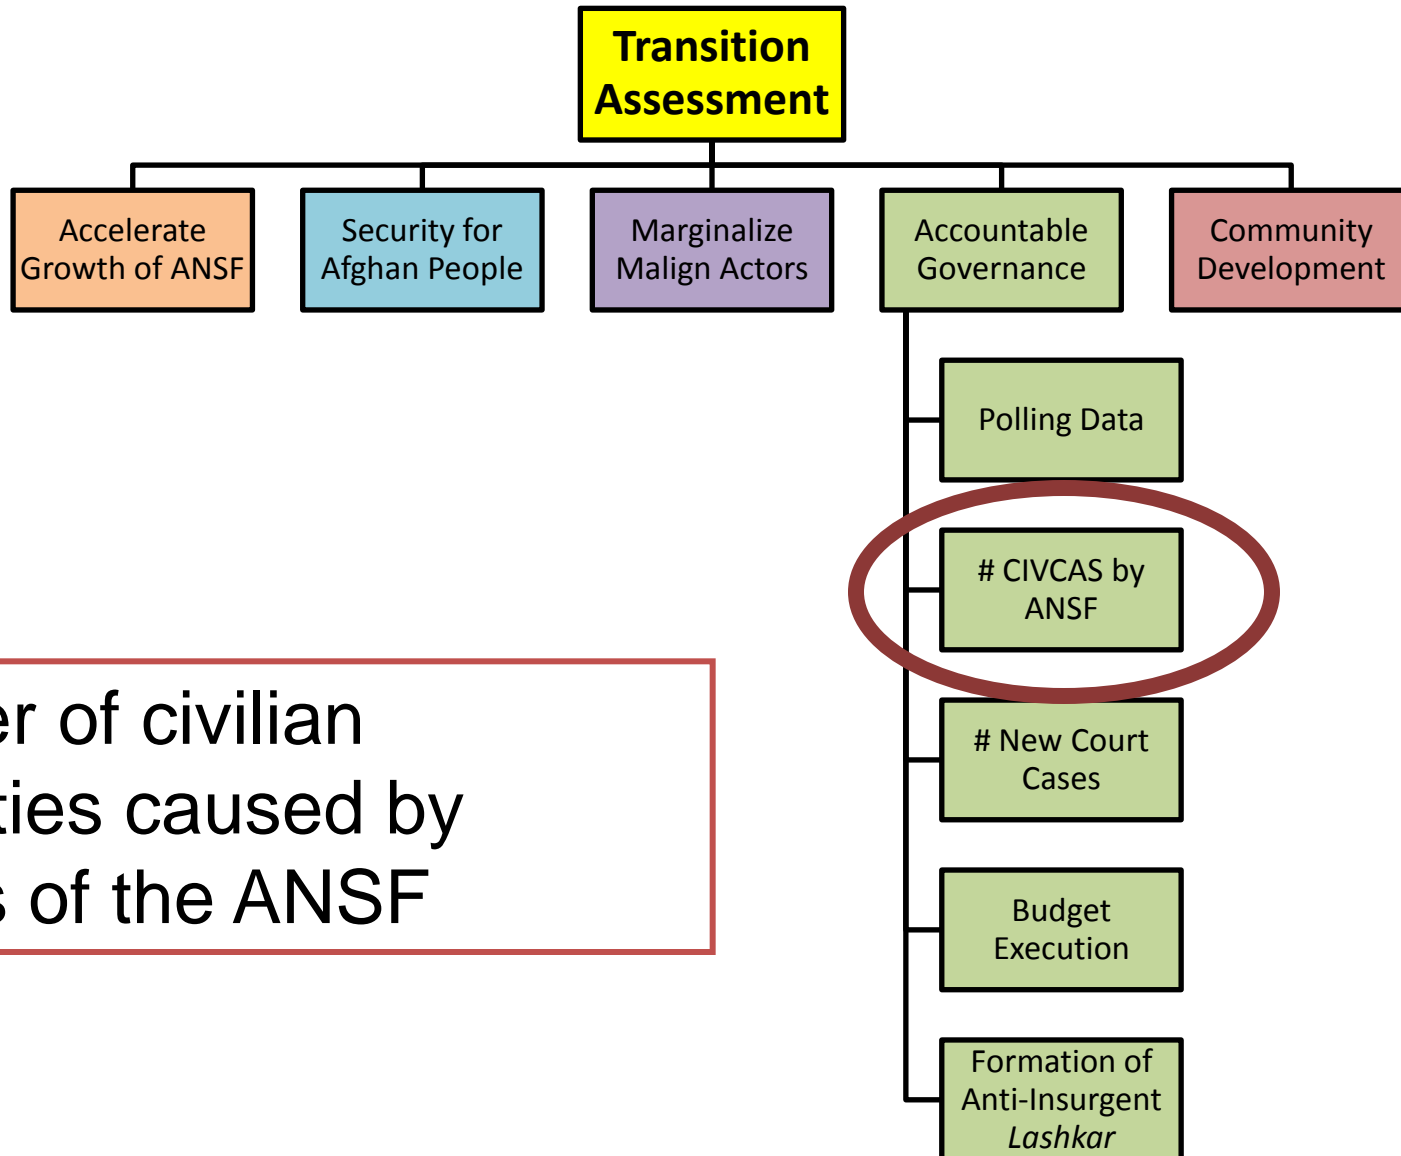 Transition
Assessment
Accelerate
Growth of ANSF
Security for
Afghan People
Marginalize
Malign Actors
Accountable
Governance
Community
Development
Polling Data
# CIVCAS by
ANSF
# New Court
Cases
Budget
Execution
Formation of
Anti-Insurgent
Lashkar
of civilian
caused by
of the ANSF